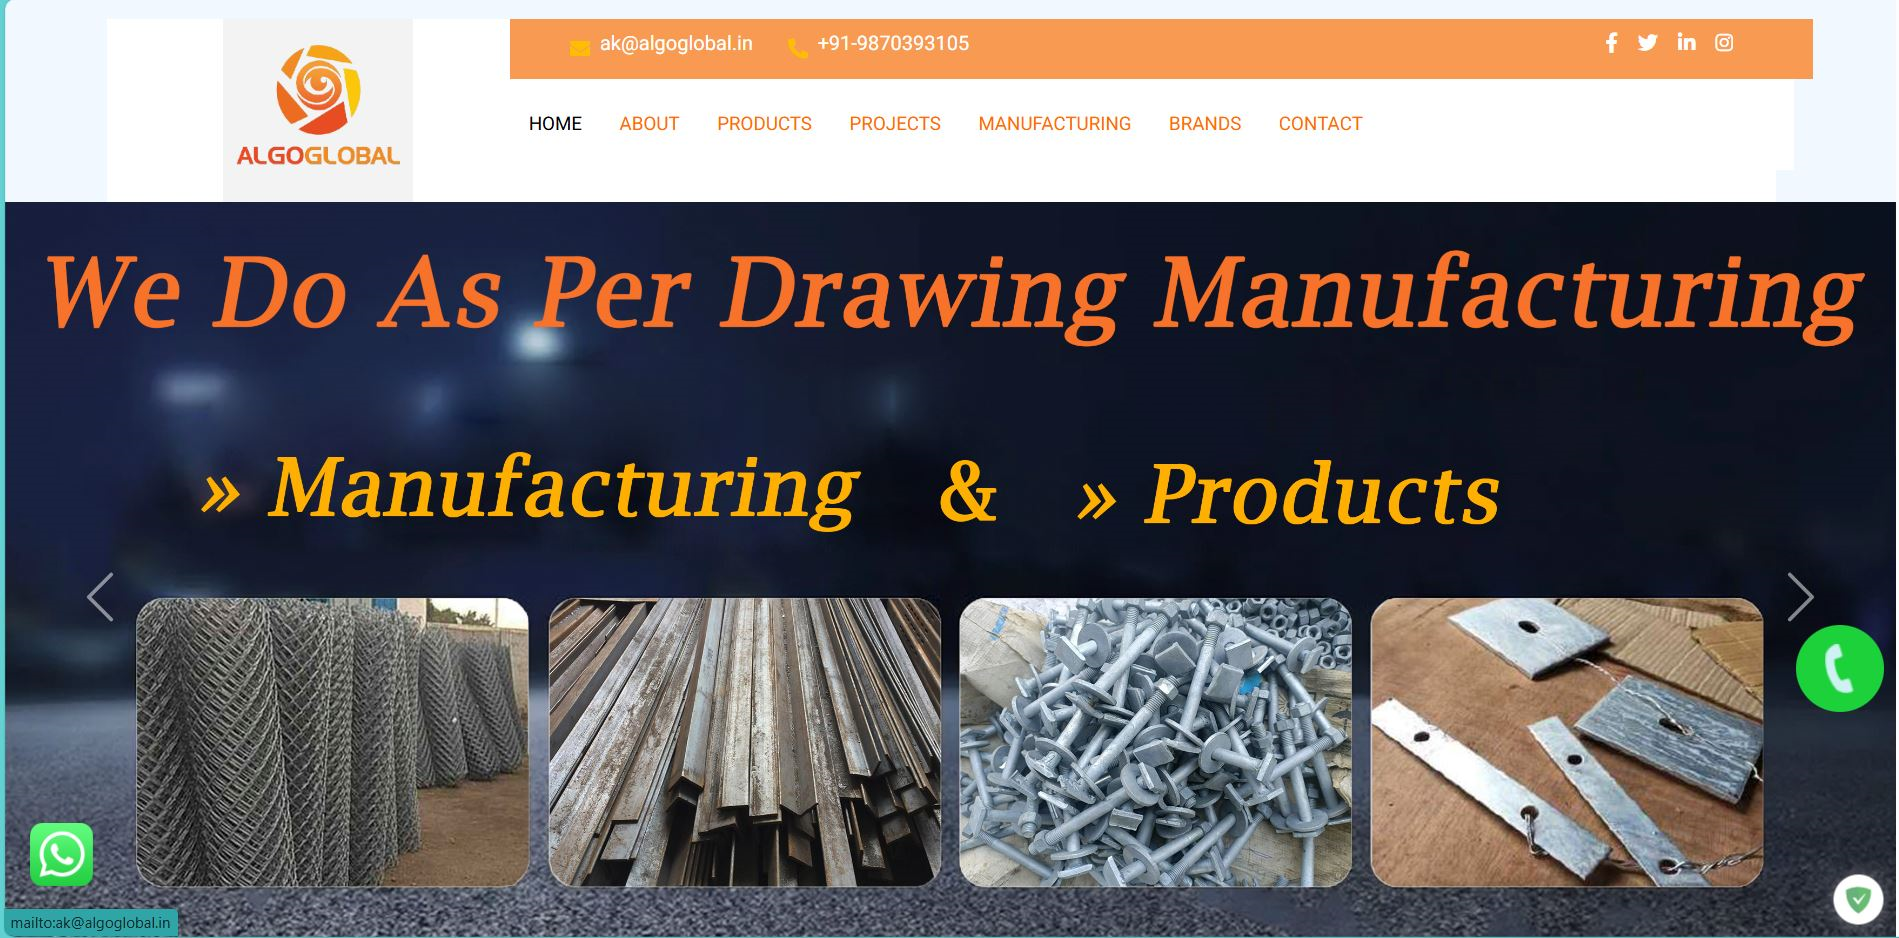 ak@algoglobal.in +91-9870393105
ALGOGLOBAL
HOME ABOUT PRODUCTS PROJECTS MANUFACTURING BRANDS CONTACT
We Do As Per Drawing Manufacturing
» Manufacturing & » Products
mailto:ak@algoglobal.in